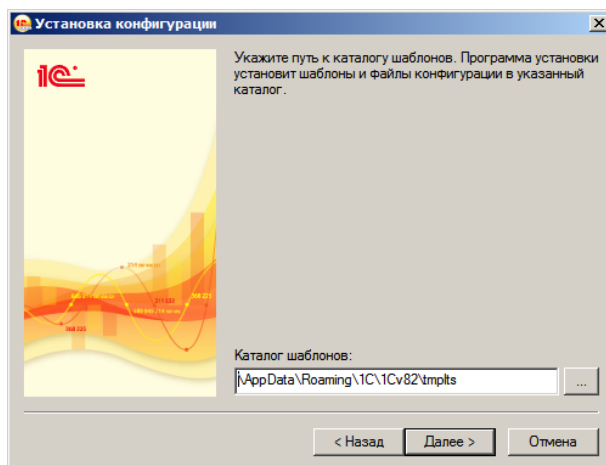 Установка конфигурации
1С
Укажите путь к каталогу шаблонов. Программа установки
установит шаблоны и файлы конфигурации в указанный
каталог.
Каталог шаблонов:
\AppData\Roaming\1C\1Cv82\tmplts
...
< Назад
Далее >
Отмена